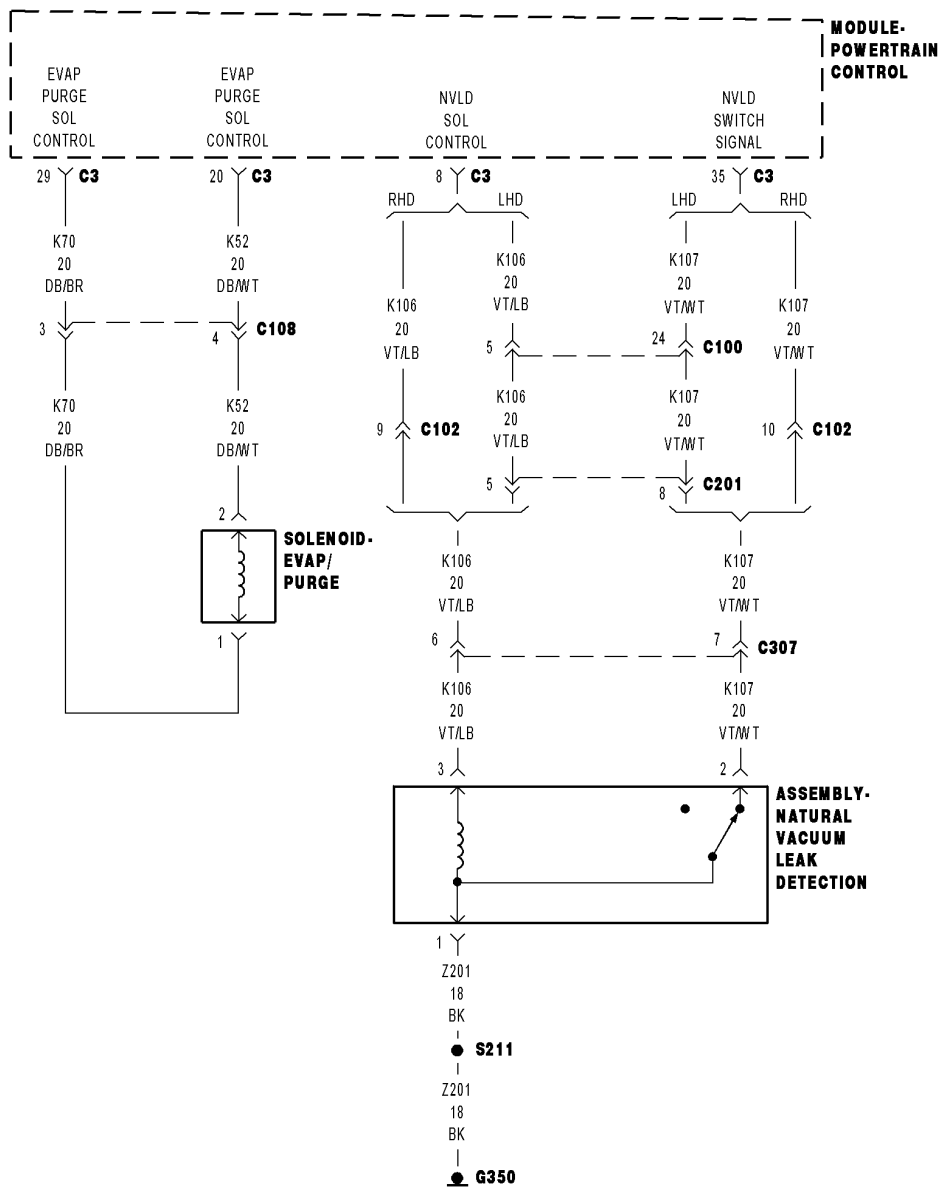 MODULE-
POWERTRAIN
CONTROL
EVAP
PURGE
SOL
CONTROL
EVAP
PURGE
SOL
CONTROL
NVLD
SOL
CONTROL
NVLD
SWITCH
SIGNAL
29 C3
20 C3
8 C3
35 C3
RHD
LHD
LHD
RHD
K70
20
DB/BR
K52
20
DB/WT
K106
20
VT/LB
K106
20
VT/LB
K107
20
VT/WT
K107
20
VT/WT
3
4
C108
5
24
C100
K70
20
DB/BR
K52
20
DB/WT
9 C102
K106
20
VT/LB
K107
20
VT/WT
10 C102
5
8
C201
2
SOLENOID-
EVAP/
PURGE
1
K106
20
VT/LB
K107
20
VT/WT
6
7
C307
K106
20
VT/LB
K107
20
VT/WT
3
2
ASSEMBLY-
NATURAL
VACUUM
LEAK
DETECTION
1
Z201
18
BK
S211
Z201
18
BK
G350